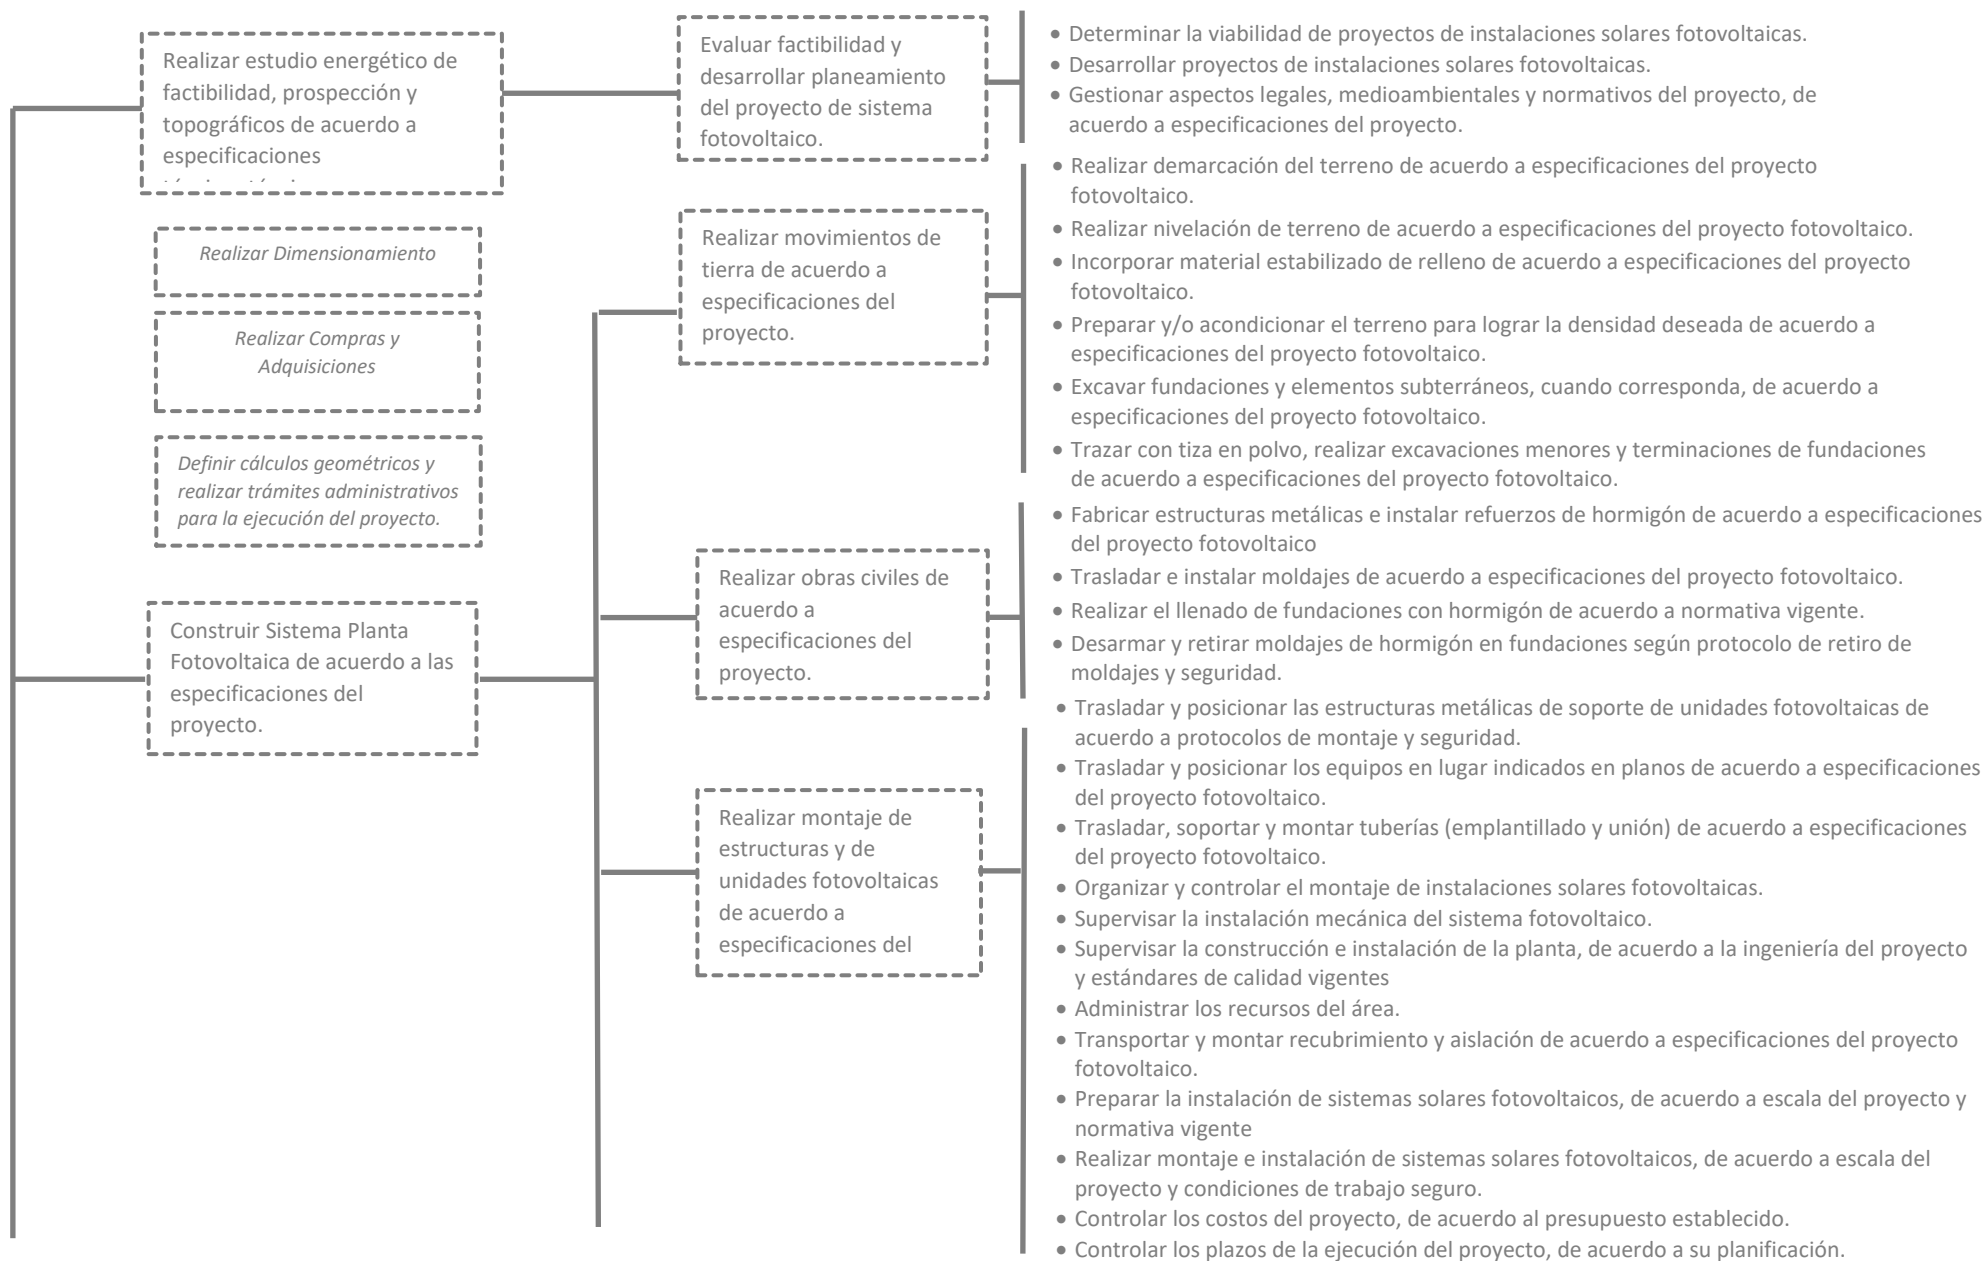 Realizar estudio energético de
factibilidad, prospección y
topográficos de acuerdo a
especificaciones
Evaluar factibilidad y
desarrollar planeamiento
del proyecto de sistema
fotovoltaico.
• Determinar la viabilidad de proyectos de instalaciones solares fotovoltaicas.
• Desarrollar proyectos de instalaciones solares fotovoltaicas.
• Gestionar aspectos legales, medioambientales y normativos del proyecto, de
acuerdo a especificaciones del proyecto.
Realizar Dimensionamiento
Realizar Compras y
Adquisiciones
Definir cálculos geométricos y
realizar trámites administrativos
para la ejecución del proyecto.
Construir Sistema Planta
Fotovoltaica de acuerdo a las
especificaciones del
proyecto.
Realizar movimientos de
tierra de acuerdo a
especificaciones del
proyecto.
• Realizar demarcación del terreno de acuerdo a especificaciones del proyecto
fotovoltaico.
• Realizar nivelación de terreno de acuerdo a especificaciones del proyecto fotovoltaico.
• Incorporar material estabilizado de relleno de acuerdo a especificaciones del proyecto
fotovoltaico.
• Preparar y/o acondicionar el terreno para lograr la densidad deseada de acuerdo a
especificaciones del proyecto fotovoltaico.
• Excavar fundaciones y elementos subterráneos, cuando corresponda, de acuerdo a
especificaciones del proyecto fotovoltaico.
• Trazar con tiza en polvo, realizar excavaciones menores y terminaciones de fundaciones
de acuerdo a especificaciones del proyecto fotovoltaico.
Realizar obras civiles de
acuerdo a
especificaciones del
proyecto.
• Fabricar estructuras metálicas e instalar refuerzos de hormigón de acuerdo a especificaciones
del proyecto fotovoltaico
• Trasladar e instalar moldajes de acuerdo a especificaciones del proyecto fotovoltaico.
• Realizar el llenado de fundaciones con hormigón de acuerdo a normativa vigente.
• Desarmar y retirar moldajes de hormigón en fundaciones según protocolo de retiro de
moldajes y seguridad.
Realizar montaje de
estructuras y de
unidades fotovoltaicas
de acuerdo a
especificaciones del
• Trasladar y posicionar las estructuras metálicas de soporte de unidades fotovoltaicas de
acuerdo a protocolos de montaje y seguridad.
• Trasladar y posicionar los equipos en lugar indicados en planos de acuerdo a especificaciones
del proyecto fotovoltaico.
• Trasladar, soportar y montar tuberías (emplantillado y unión) de acuerdo a especificaciones
del proyecto fotovoltaico.
• Organizar y controlar el montaje de instalaciones solares fotovoltaicas.
• Supervisar la instalación mecánica del sistema fotovoltaico.
• Supervisar la construcción e instalación de la planta, de acuerdo a la ingeniería del proyecto
y estándares de calidad vigentes
• Administrar los recursos del área.
• Transportar y montar recubrimiento y aislación de acuerdo a especificaciones del proyecto
fotovoltaico.
• Preparar la instalación de sistemas solares fotovoltaicos, de acuerdo a escala del proyecto y
normativa vigente
• Realizar montaje e instalación de sistemas solares fotovoltaicos, de acuerdo a escala del
proyecto y condiciones de trabajo seguro.
• Controlar los costos del proyecto, de acuerdo al presupuesto establecido.
• Controlar los plazos de la ejecución del proyecto, de acuerdo a su planificación.